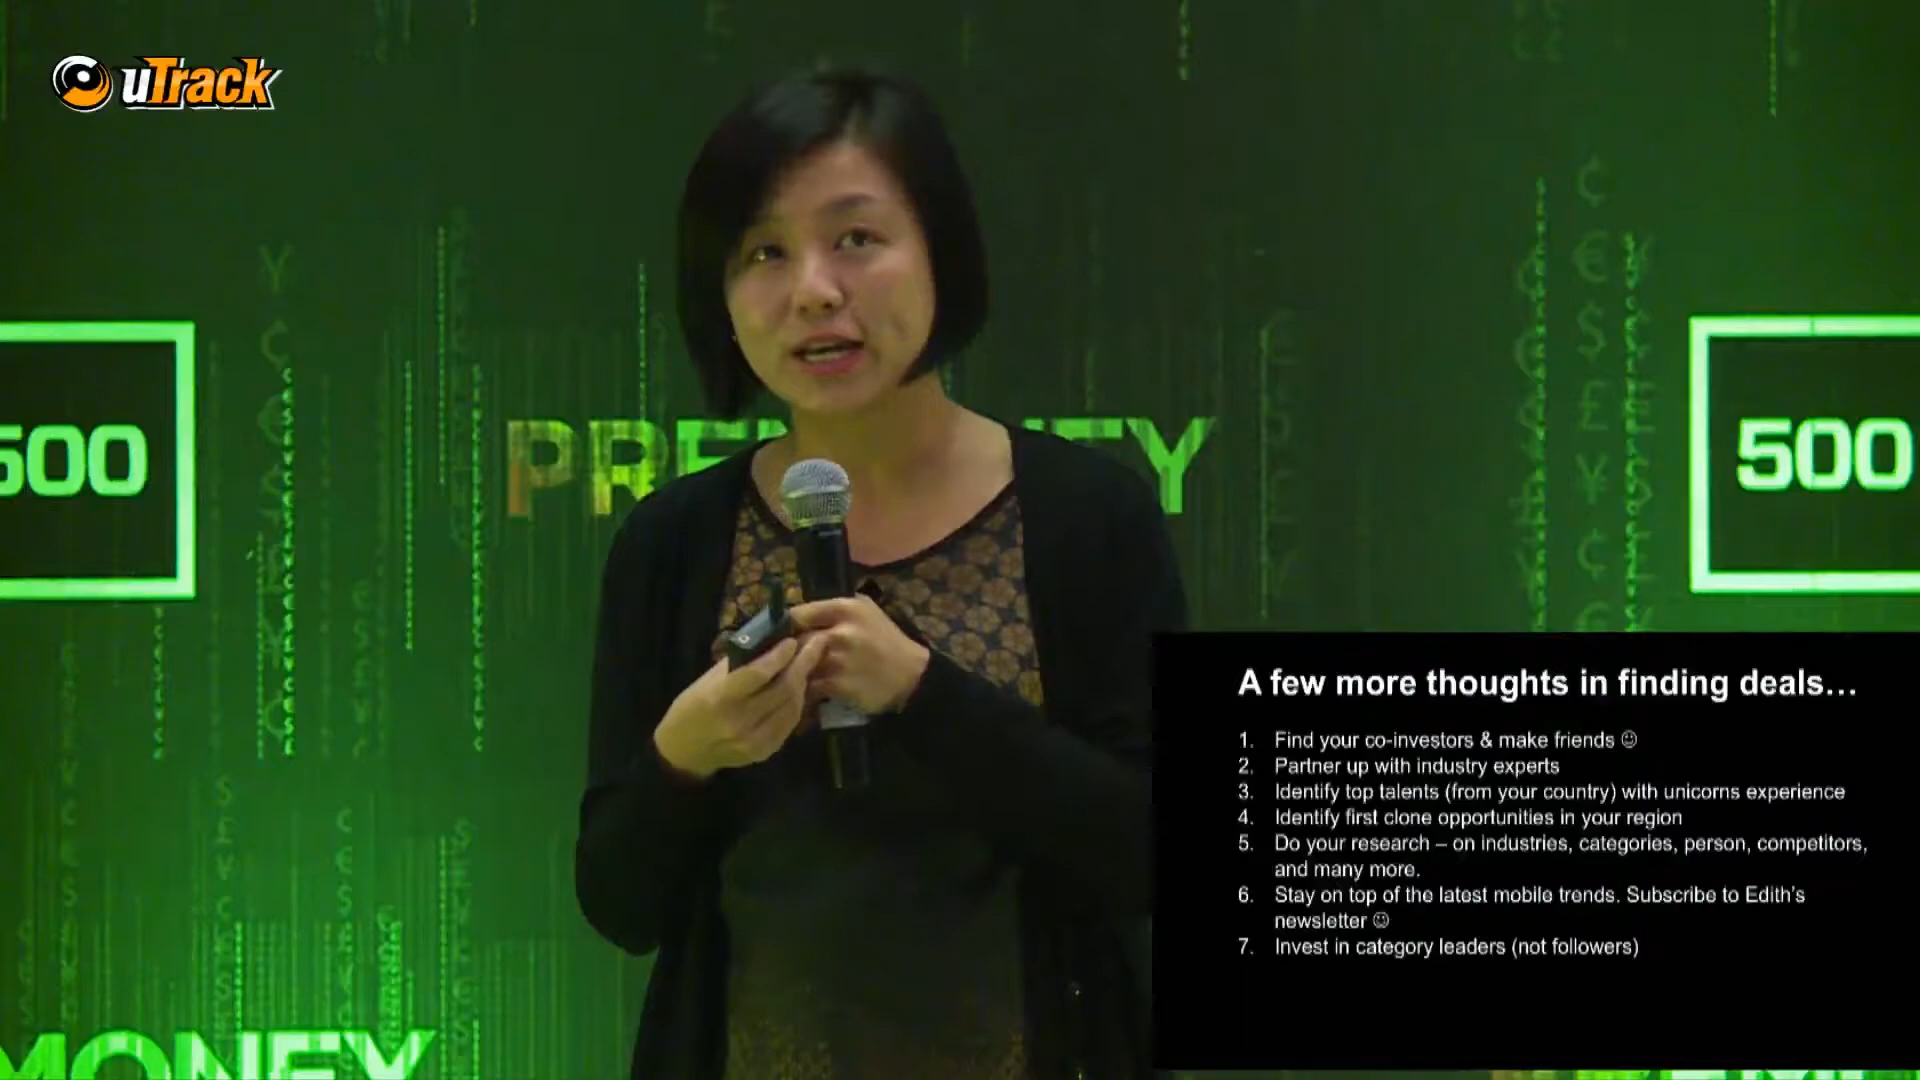 uTrack
500
PRE
EY
500
A few more thoughts in finding deals…
1. Find your co-investors & make friends ☺
2. Partner up with industry experts
3. Identify top talents (from your country) with unicorns experience
4. Identify first clone opportunities in your region
5. Do your research – on industries, categories, person, competitors,
and many more.
6. Stay on top of the latest mobile trends. Subscribe to Edith's
newsletter ☺
7. Invest in category leaders (not followers)
MONEY